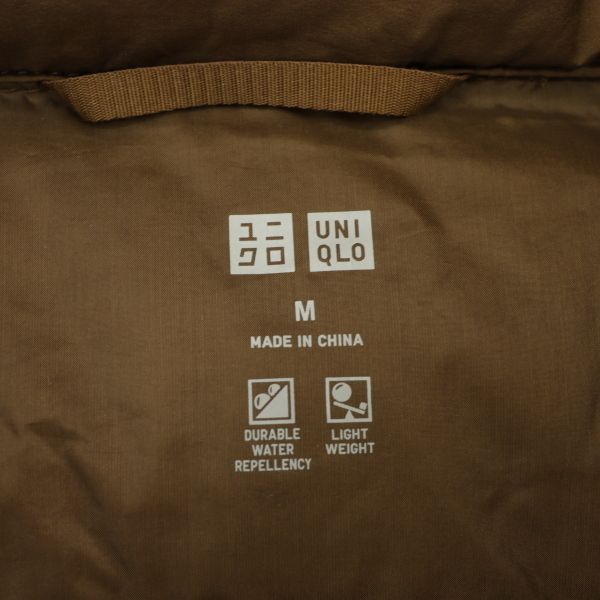 ユニ
クロ
UNI
QLO
M
MADE IN CHINA
DURABLE
WATER
REPELLENCY
LIGHT
WEIGHT